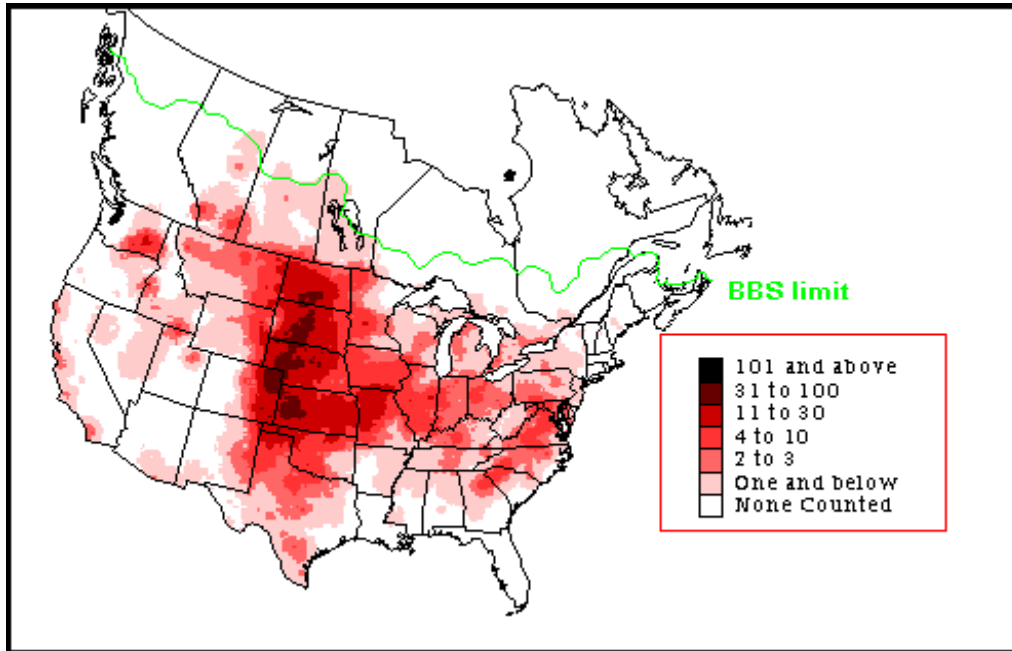 BBS limit
101 and above
31 to 100
11 to 30
4 to 10
2 to 3
One and below
None Counted